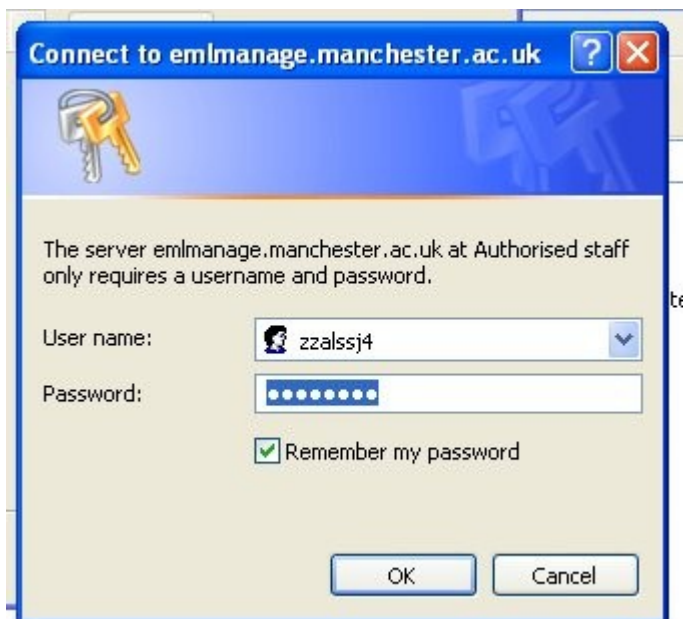 Connect to emlmanage.manchester.ac.uk
The server emlmanage.manchester.ac.uk at Authorised staff
only requires a username and password.
User name:
zzalssj4
Password:
••••••••
Remember my password
OK
Cancel